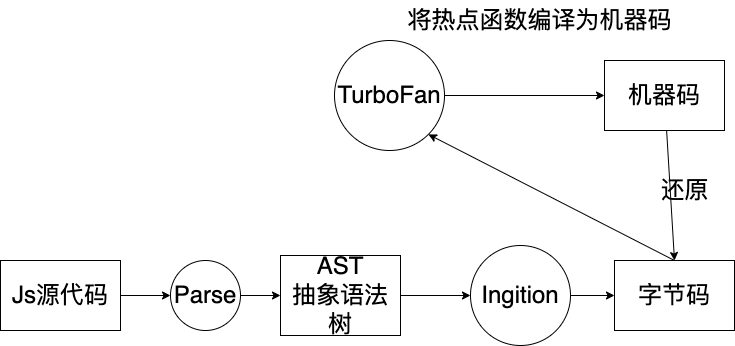 将热点函数编译为机器码
TurboFan
机器码
还原
Js源代码
Parse
AST
抽象语法
树
Ingition
字节码